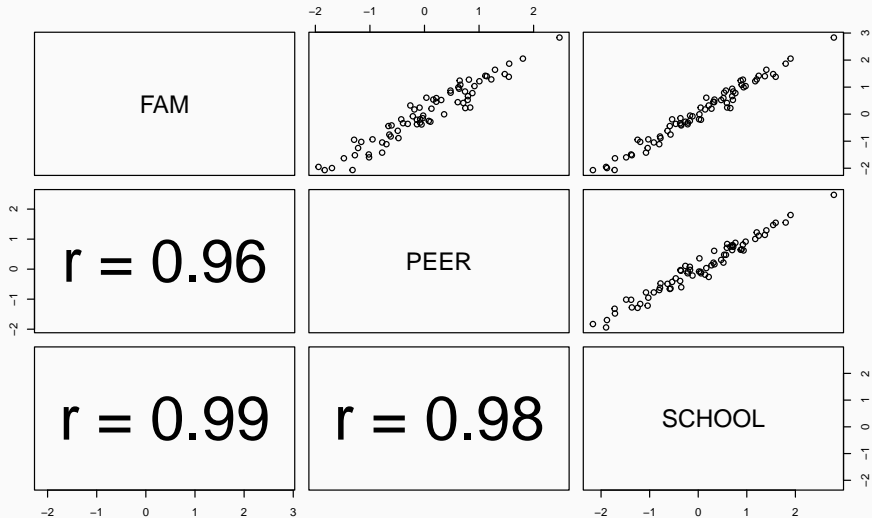 −2 −1 0 1 2
FAM
−2 −1 0 1 2 3
−2 −1 0 1 2
r = 0.96
PEER
r = 0.99
r = 0.98
SCHOOL
−2 −1 0 1 2
−2 −1 0 1 2 3
−2 −1 0 1 2